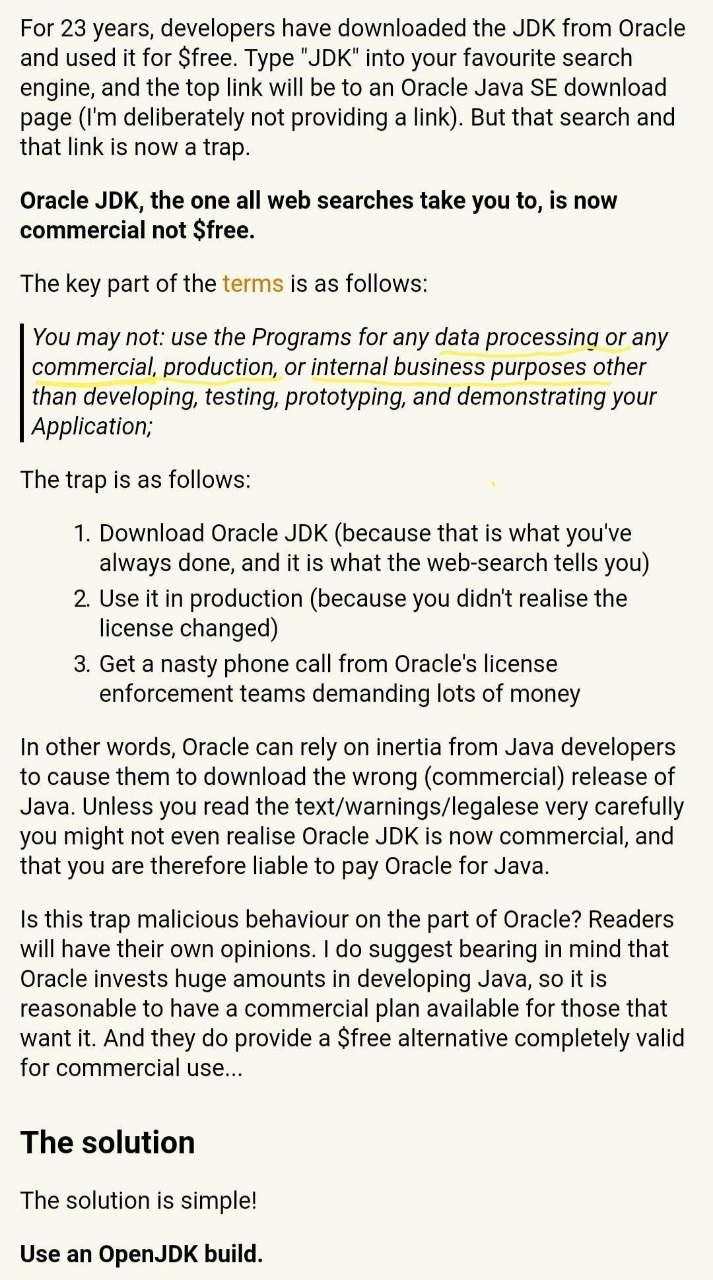 For 23 years, developers have downloaded the JDK from Oracle
and used it for $free. Type "JDK" into your favourite search
engine, and the top link will be to an Oracle Java SE download
page (I'm deliberately not providing a link). But that search and
that link is now a trap.
Oracle JDK, the one all web searches take you to, is now
commercial not $free.
The key part of the terms is as follows:
You may not: use the Programs for any data processing or any
commercial, production, or internal business purposes other
than developing, testing, prototyping, and demonstrating your
Application;
The trap is as follows:
1. Download Oracle JDK (because that is what you've
always done, and it is what the web-search tells you)
2. Use it in production (because you didn't realise the
license changed)
3. Get a nasty phone call from Oracle's license
enforcement teams demanding lots of money
In other words, Oracle can rely on inertia from Java developers
to cause them to download the wrong (commercial) release of
Java. Unless you read the text/warnings/legalese very carefully
you might not even realise Oracle JDK is now commercial, and
that you are therefore liable to pay Oracle for Java.
Is this trap malicious behaviour on the part of Oracle? Readers
will have their own opinions. I do suggest bearing in mind that
Oracle invests huge amounts in developing Java, so it is
reasonable to have a commercial plan available for those that
want it. And they do provide a $free alternative completely valid
for commercial use...
The solution
The solution is simple!
Use an OpenJDK build.